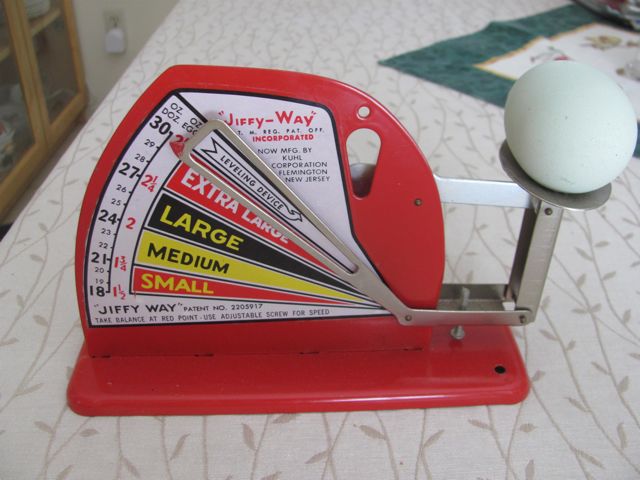 OZ. OZ.
DOZ. EGG
"JIFFY-WAY"
T. M. REG. PAT. OFF.
INCORPORATED
NOW MFG. BY
KUHL
CORPORATION
FLEMINGTON
NEW JERSEY
30
29
28
27 2¼
26
25
24 2
23
22
21 1¾
20
19
18 1½
LEVELING DEVICE
EXTRA LARGE
LARGE
MEDIUM
SMALL
"JIFFY WAY" PATENT NO. 2205917
TAKE BALANCE AT RED POINT - USE ADJUSTABLE SCREW FOR SPEED